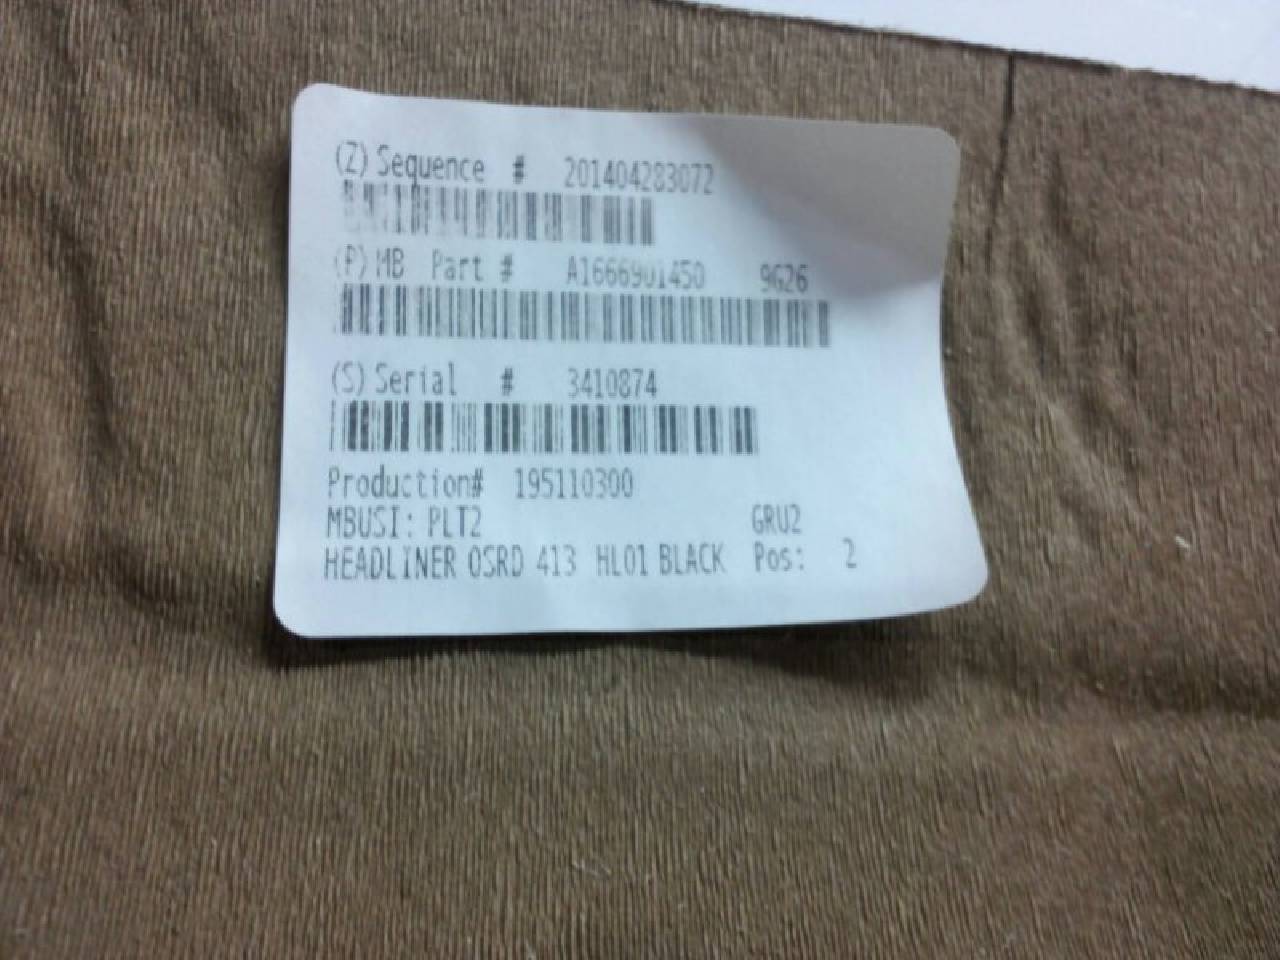 (Z) Sequence # 201404283072
(P) MB Part # A1666901450 9G26
(S) Serial # 3410874
Production# 195110300
MBUSI: PLT2 GRU2
HEADLINER OSRD 413 HL01 BLACK Pos: 2